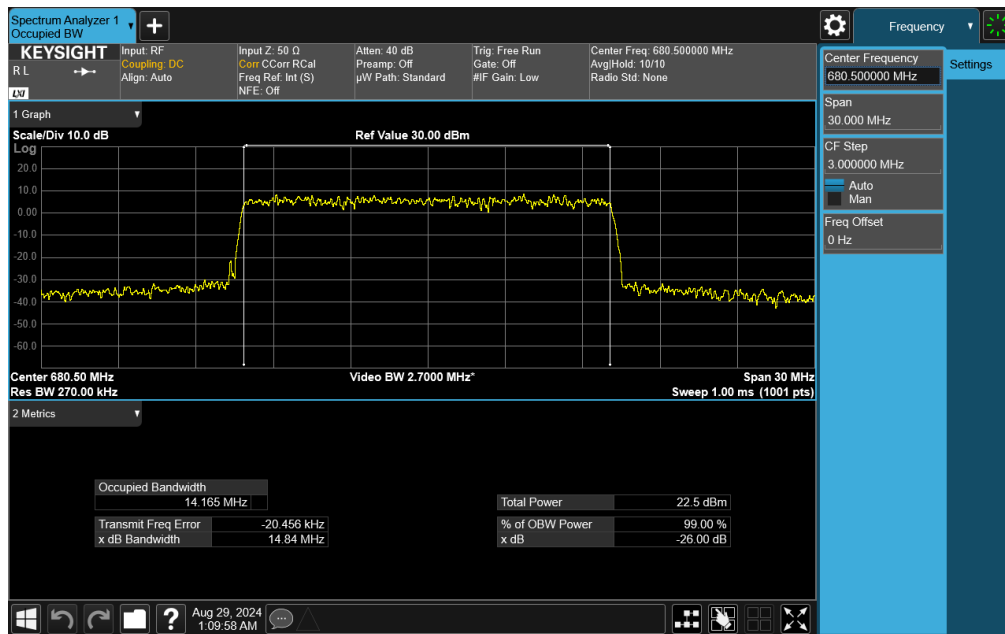 Spectrum Analyzer 1
Occupied BW
Frequency
KEYSIGHT
R L
LXI
Input: RF
Coupling: DC
Align: Auto
Input Z: 50 Ω
Corr CCorr RCal
Freq Ref: Int (S)
NFE: Off
Atten: 40 dB
Preamp: Off
µW Path: Standard
Trig: Free Run
Gate: Off
#IF Gain: Low
Center Freq: 680.500000 MHz
Avg|Hold: 10/10
Radio Std: None
Center Frequency
680.500000 MHz
Settings
Span
30.000 MHz
CF Step
3.000000 MHz
Auto
Man
Freq Offset
0 Hz
1 Graph
Scale/Div 10.0 dB
Ref Value 30.00 dBm
Log
20.0
10.0
0.00
-10.0
-20.0
-30.0
-40.0
-50.0
-60.0
Center 680.50 MHz
Video BW 2.7000 MHz*
Span 30 MHz
Res BW 270.00 kHz
Sweep 1.00 ms (1001 pts)
2 Metrics
Occupied Bandwidth
14.165 MHz
Total Power 22.5 dBm
Transmit Freq Error -20.456 kHz
% of OBW Power 99.00 %
x dB Bandwidth 14.84 MHz
x dB -26.00 dB
?
Aug 29, 2024
1:09:58 AM